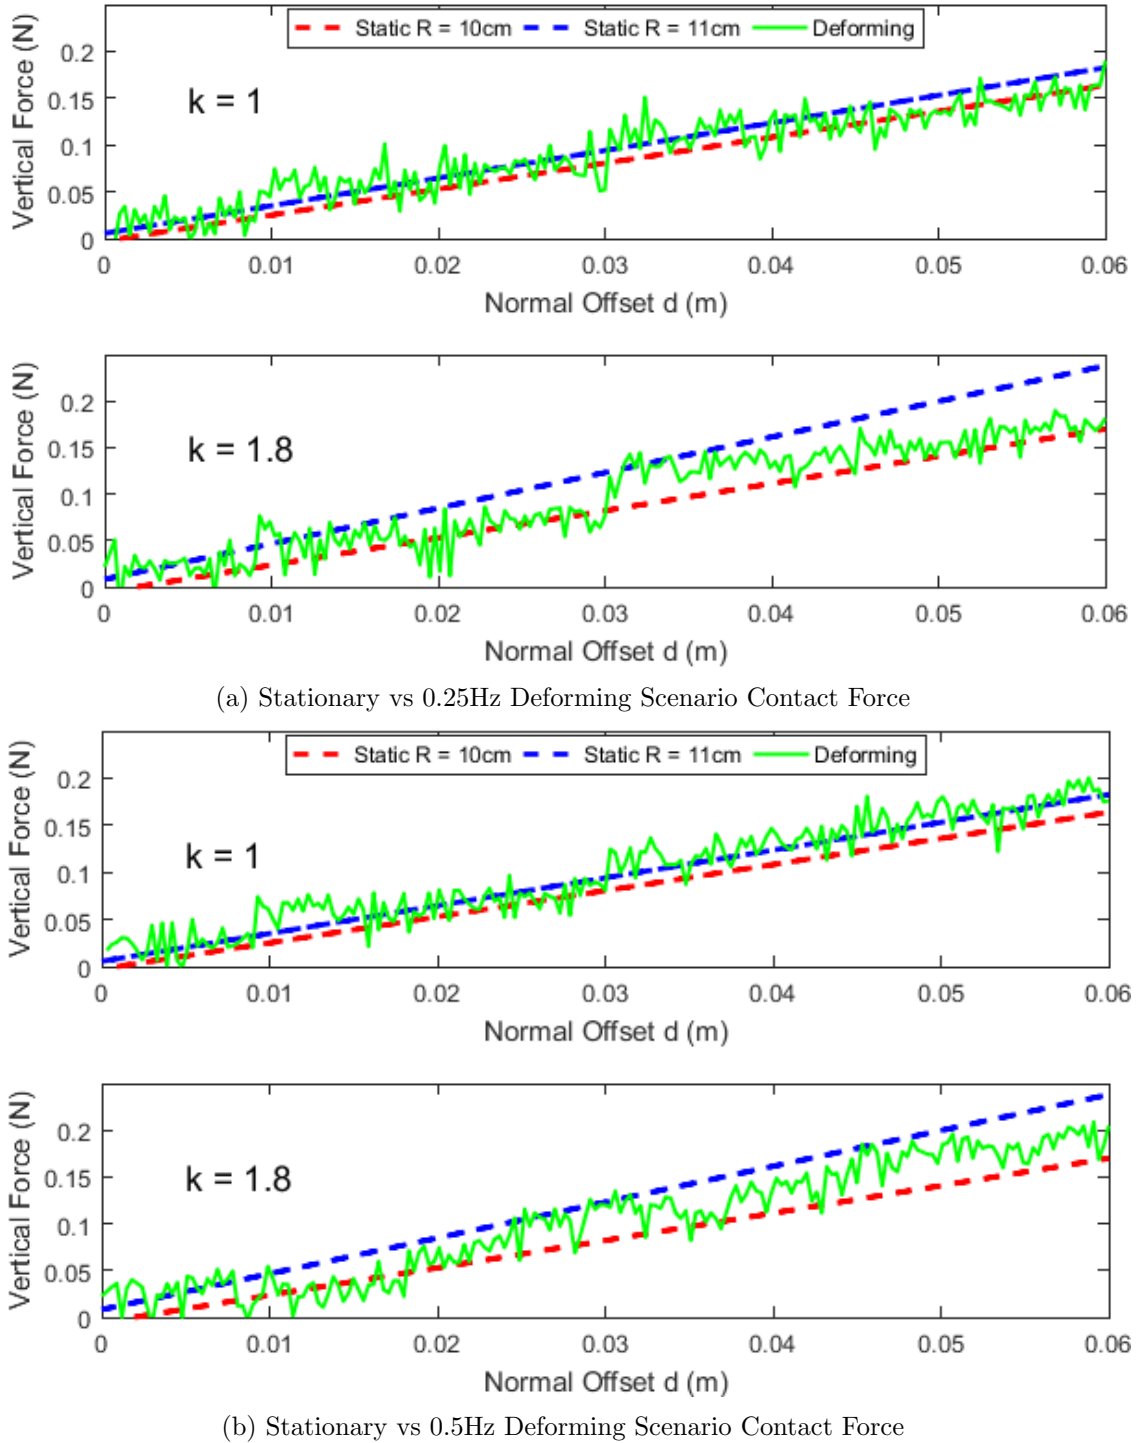 Static R = 10cm Static R = 11cm Deforming
0.2
0.15
0.1
0.05
0
k = 1
Vertical Force (N)
0 0.01 0.02 0.03 0.04 0.05 0.06
Normal Offset d (m)
0.2
0.15
0.1
0.05
0
k = 1.8
Vertical Force (N)
0 0.01 0.02 0.03 0.04 0.05 0.06
Normal Offset d (m)
(a) Stationary vs 0.25Hz Deforming Scenario Contact Force
Static R = 10cm Static R = 11cm Deforming
0.2
0.15
0.1
0.05
0
k = 1
Vertical Force (N)
0 0.01 0.02 0.03 0.04 0.05 0.06
Normal Offset d (m)
0.2
0.15
0.1
0.05
0
k = 1.8
Vertical Force (N)
0 0.01 0.02 0.03 0.04 0.05 0.06
Normal Offset d (m)
(b) Stationary vs 0.5Hz Deforming Scenario Contact Force